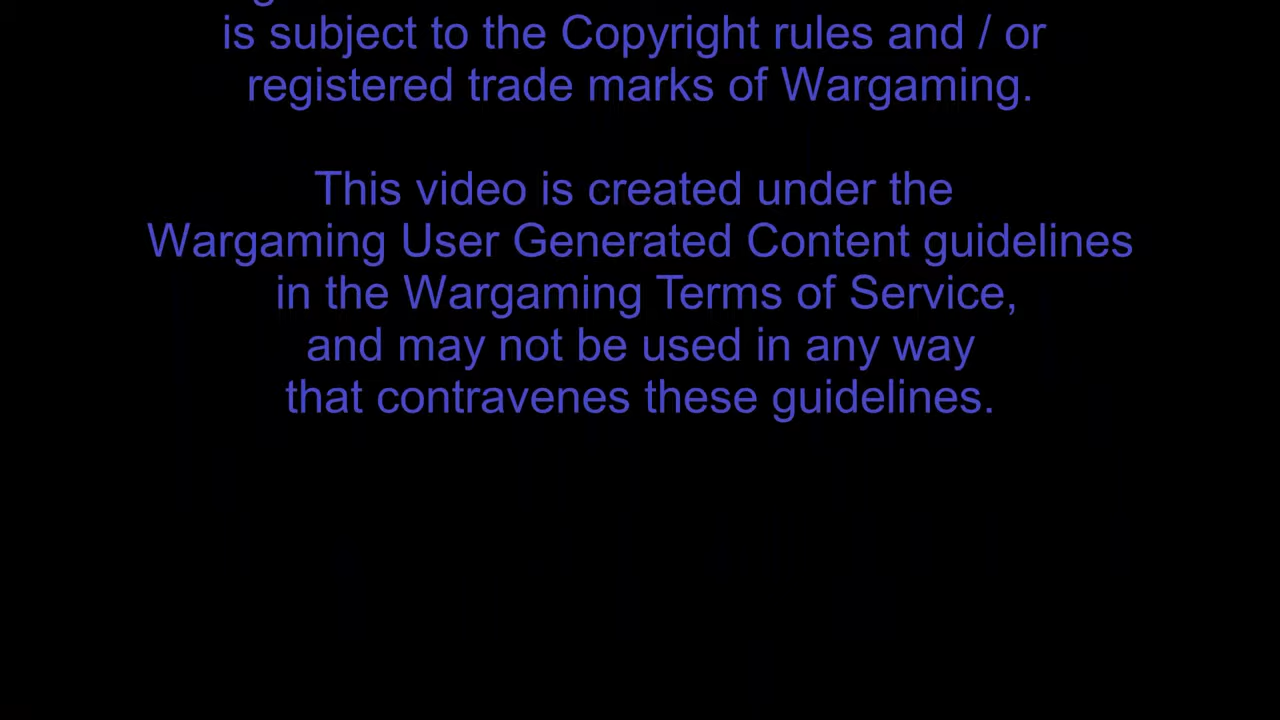 is subject to the Copyright rules and / or
registered trade marks of Wargaming.
This video is created under the
Wargaming User Generated Content guidelines
in the Wargaming Terms of Service,
and may not be used in any way
that contravenes these guidelines.